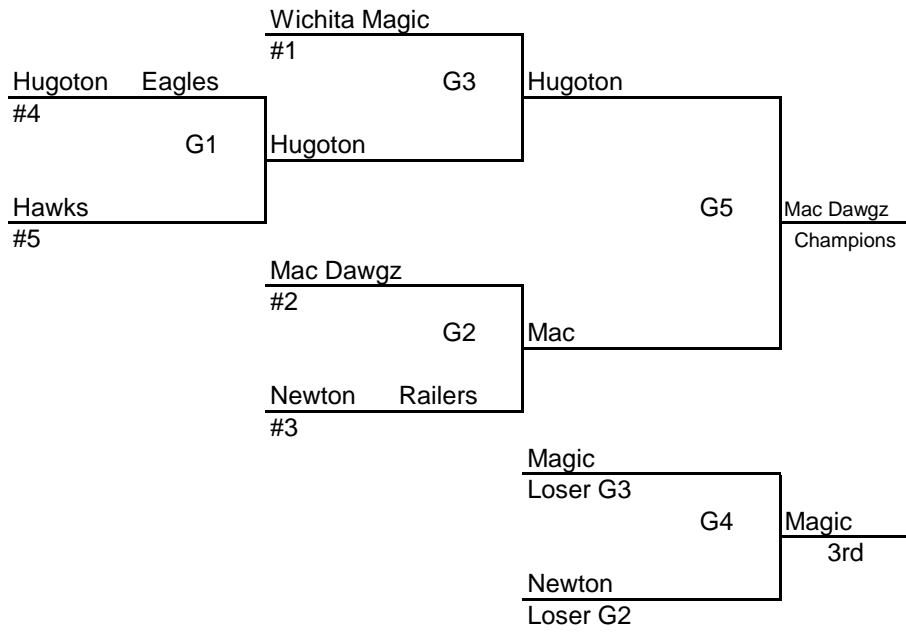 Wichita Magic
#1
Hugoton Eagles
G3
Hugoton
#4
G1
Hugoton
Hawks
G5
Mac Dawgz
#5
Champions
Mac Dawgz
#2
G2
Mac
Newton Railers
#3
Magic
Loser G3
G4
Magic
3rd
Newton
Loser G2